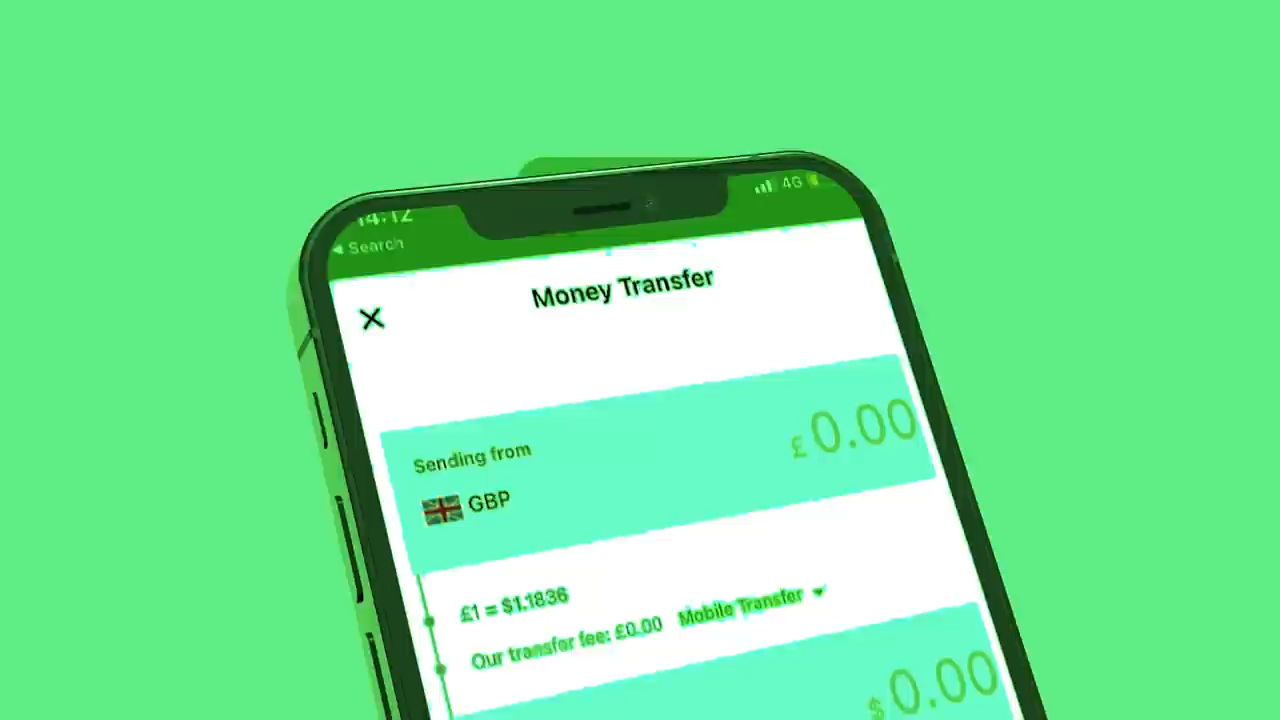 14:12
4G
◀ Search
Money Transfer
Sending from
£0.00
GBP
£1 = $1.1836
Our transfer fee: £0.00 Mobile Transfer
$0.00